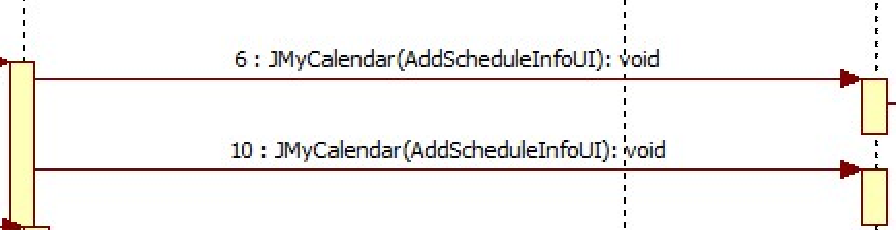 6 : JMyCalendar(AddScheduleInfoUI): void
10 : JMyCalendar(AddScheduleInfoUI): void